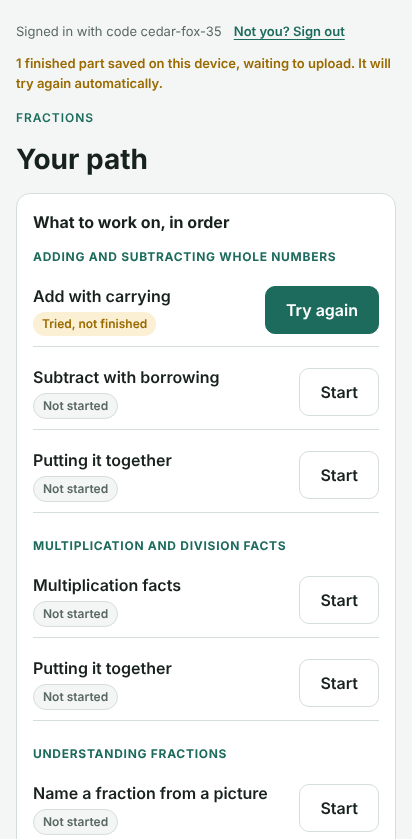 Signed in with code cedar-fox-35 Not you? Sign out
1 finished part saved on this device, waiting to upload. It will
try again automatically.
FRACTIONS
Your path
What to work on, in order
ADDING AND SUBTRACTING WHOLE NUMBERS
Add with carrying
Tried, not finished
Try again
Subtract with borrowing
Not started
Start
Putting it together
Not started
Start
MULTIPLICATION AND DIVISION FACTS
Multiplication facts
Not started
Start
Putting it together
Not started
Start
UNDERSTANDING FRACTIONS
Name a fraction from a picture
Not started
Start